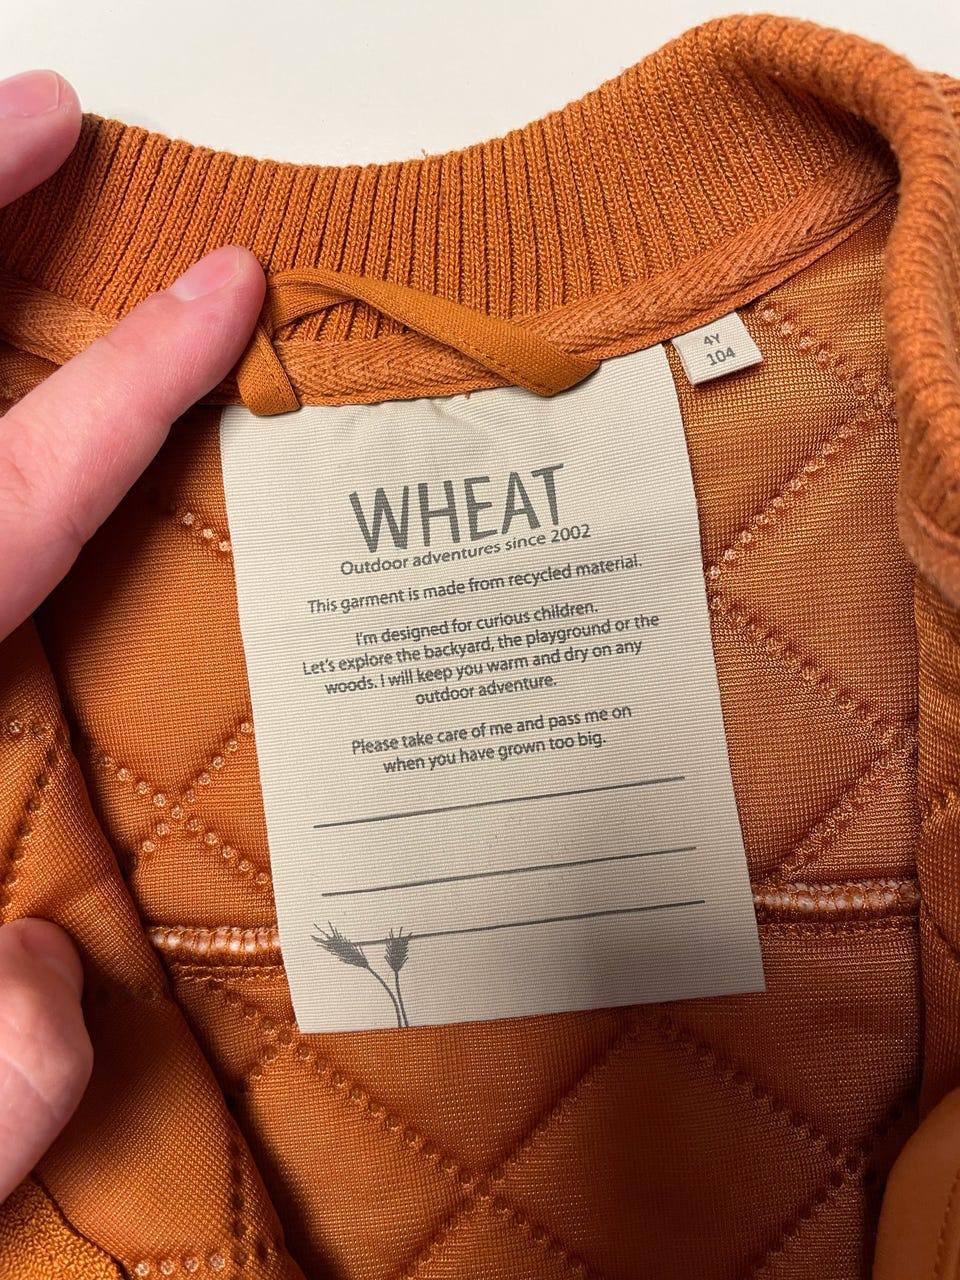 4Y
104
WHEAT
Outdoor adventures since 2002
This garment is made from recycled material.
I'm designed for curious children.
Let's explore the backyard, the playground or the
woods. I will keep you warm and dry on any
outdoor adventure.
Please take care of me and pass me on
when you have grown too big.